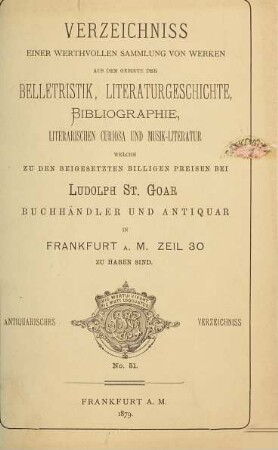 VERZEICHNISS
EINER WERTHVOLLEN SAMMLUNG VON WERKEN
AUS DEM GEBIETE DER
BELLETRISTIK, LITERATURGESCHICHTE,
BIBLIOGRAPHIE,
LITERARISCHEN CURIOSA UND MUSIK-LITERATUR
WELCHE
ZU DEN BEIGESETZTEN BILLIGEN PREISEN BEI
LUDOLPH ST. GOAR
BUCHHÄNDLER UND ANTIQUAR
IN
FRANKFURT A. M. ZEIL 30
ZU HABEN SIND.
ANTIQUARISCHES VERZEICHNISS
No. 51.
FRANKFURT A. M.
1879.